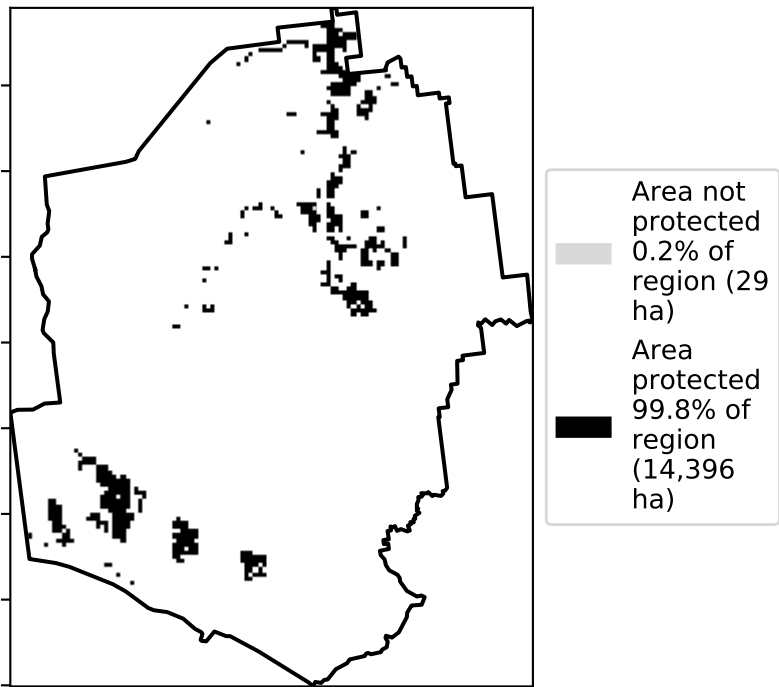 Area not
protected
0.2% of
region (29
ha)
Area
protected
99.8% of
region
(14,396
ha)